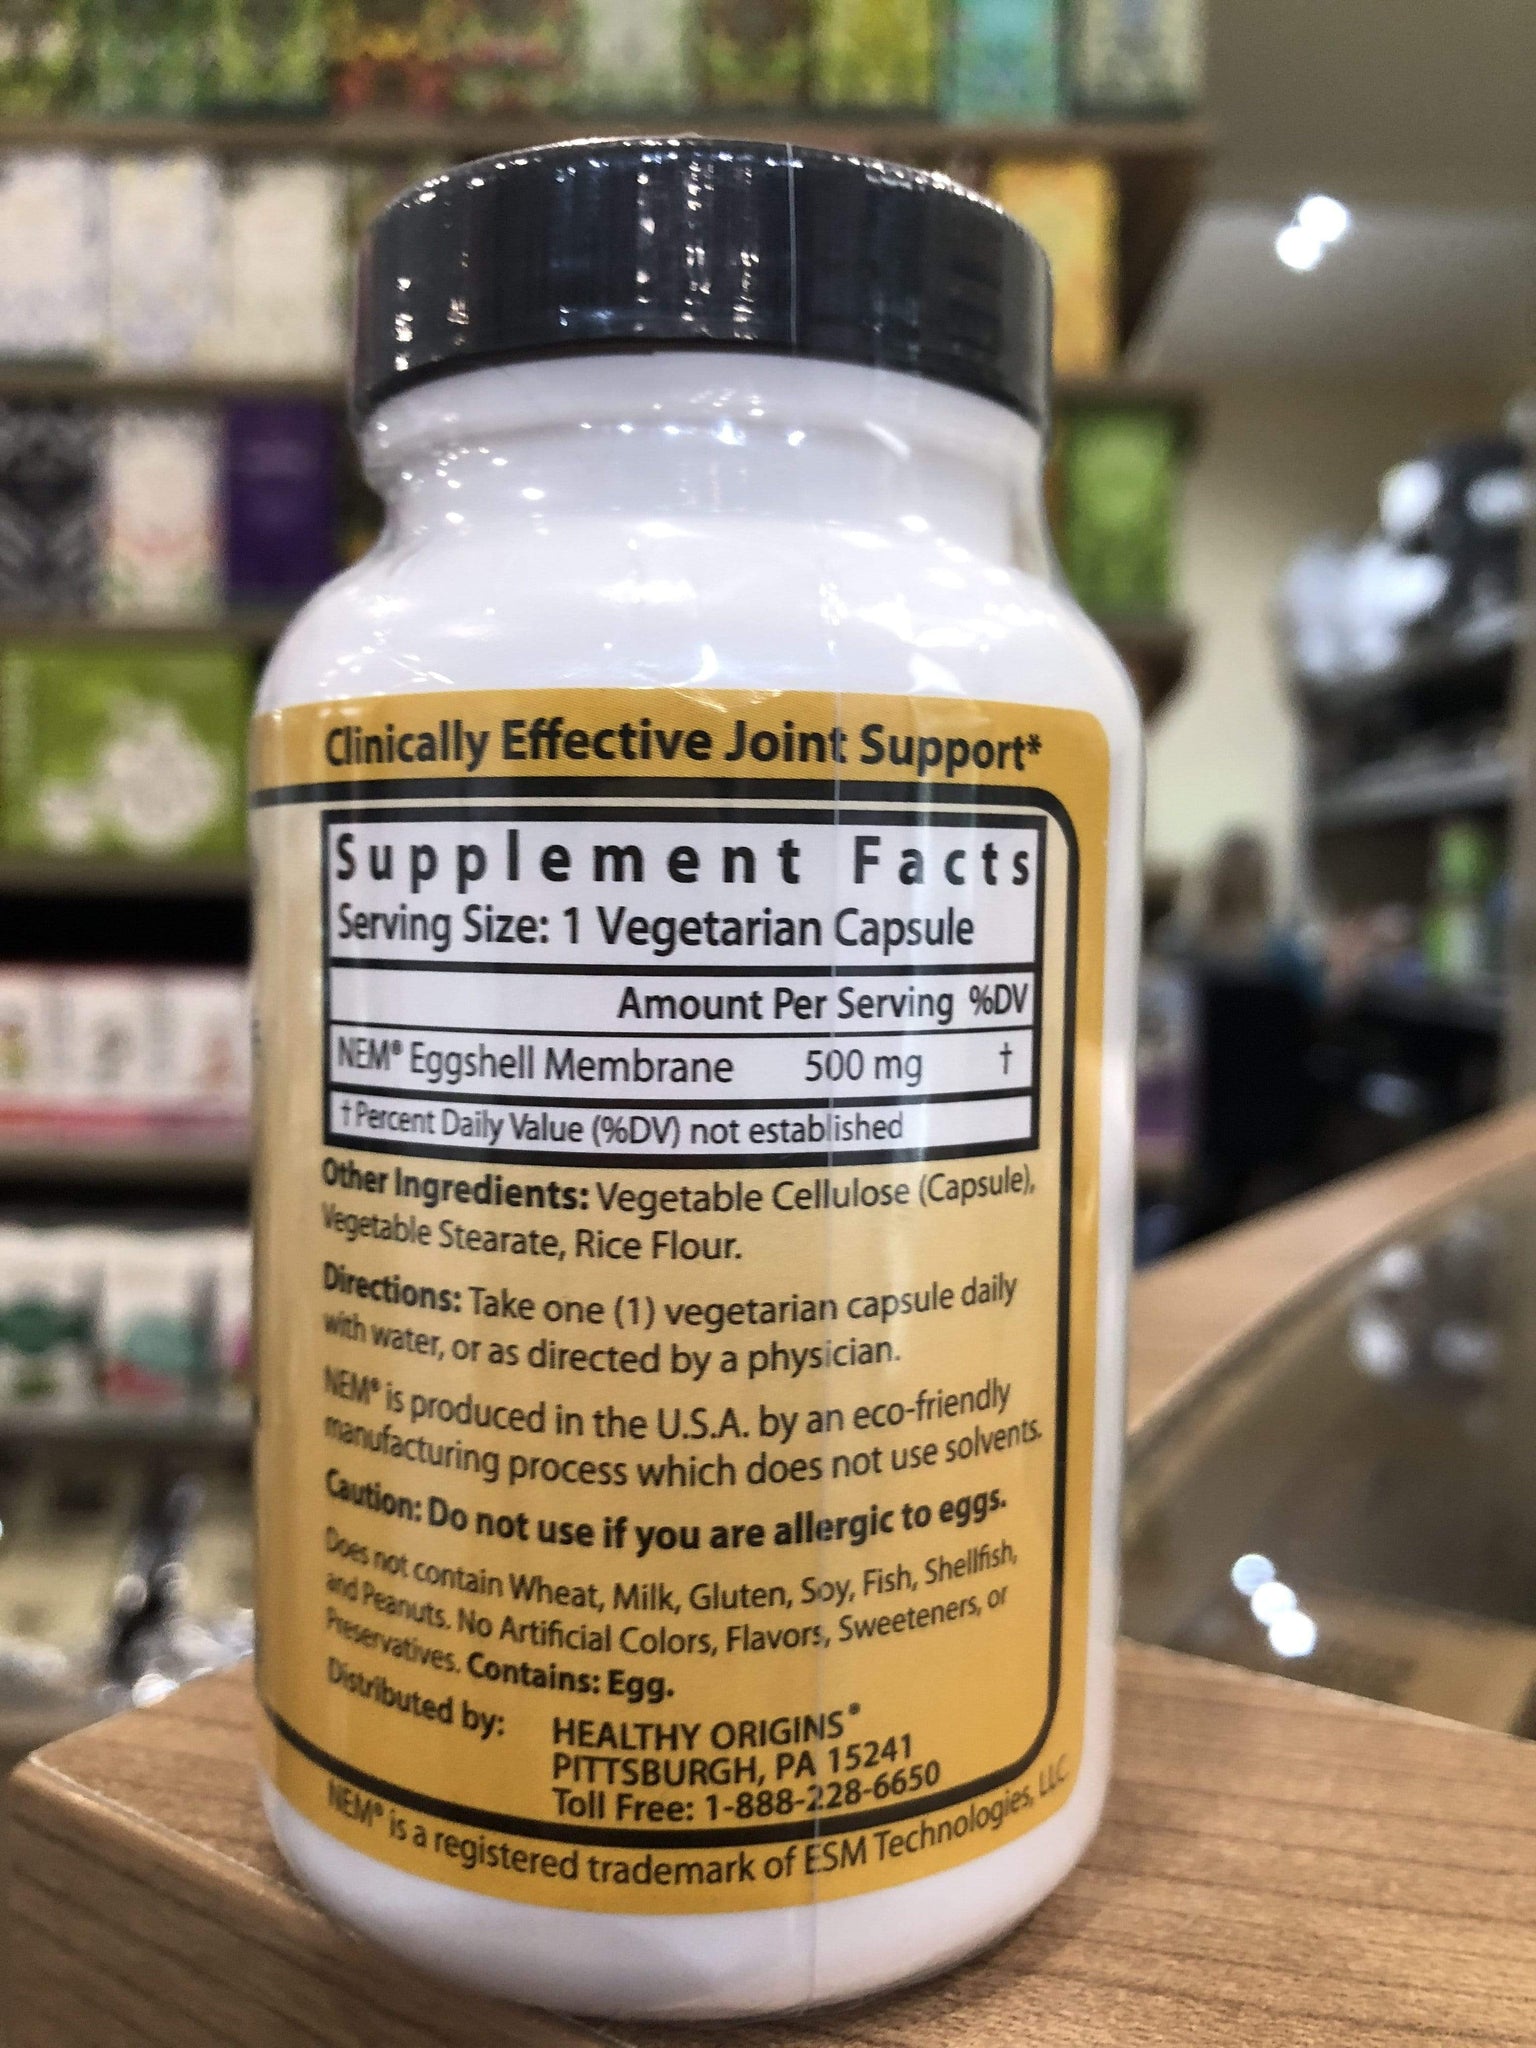 Clinically Effective Joint Support*
Supplement Facts
Serving Size: 1 Vegetarian Capsule
Amount Per Serving %DV
NEM® Eggshell Membrane 500 mg †
† Percent Daily Value (%DV) not established
Other Ingredients: Vegetable Cellulose (Capsule),
Vegetable Stearate, Rice Flour.
Directions: Take one (1) vegetarian capsule daily
with water, or as directed by a physician.
NEM® is produced in the U.S.A. by an eco-friendly
manufacturing process which does not use solvents.
Caution: Do not use if you are allergic to eggs.
Does not contain Wheat, Milk, Gluten, Soy, Fish, Shellfish,
and Peanuts. No Artificial Colors, Flavors, Sweeteners, or
Preservatives. Contains: Egg.
Distributed by: HEALTHY ORIGINS®
PITTSBURGH, PA 15241
Toll Free: 1-888-228-6650
NEM® is a registered trademark of ESM Technologies, LLC